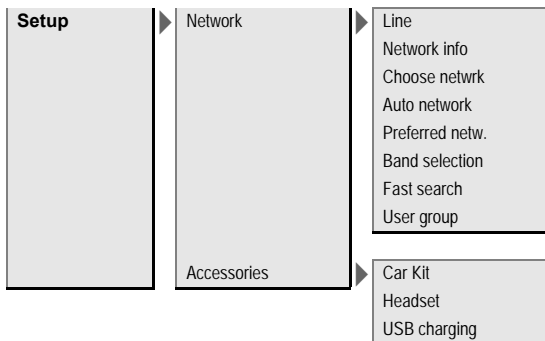 Setup
Network
Line
Network info
Choose netwrk
Auto network
Preferred netw.
Band selection
Fast search
User group
Accessories
Car Kit
Headset
USB charging